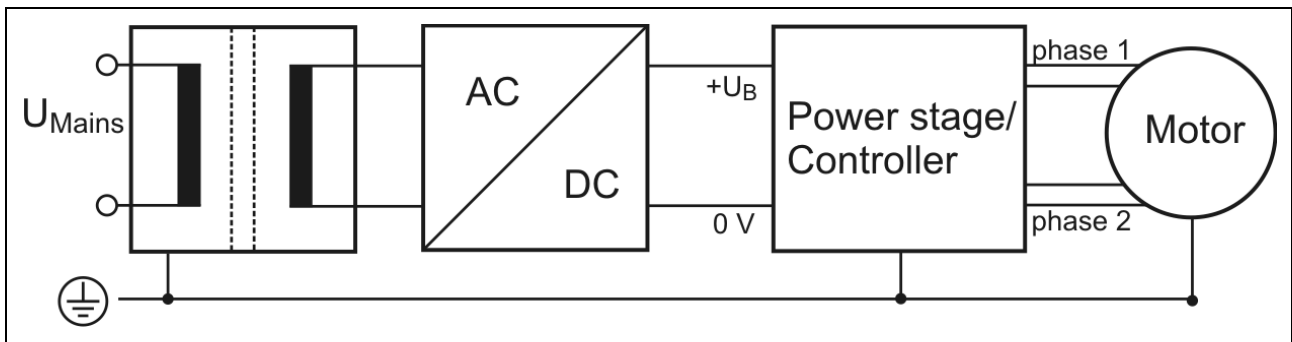 U_Mains
AC
DC
+U_B
0 V
Power stage/
Controller
phase 1
phase 2
Motor